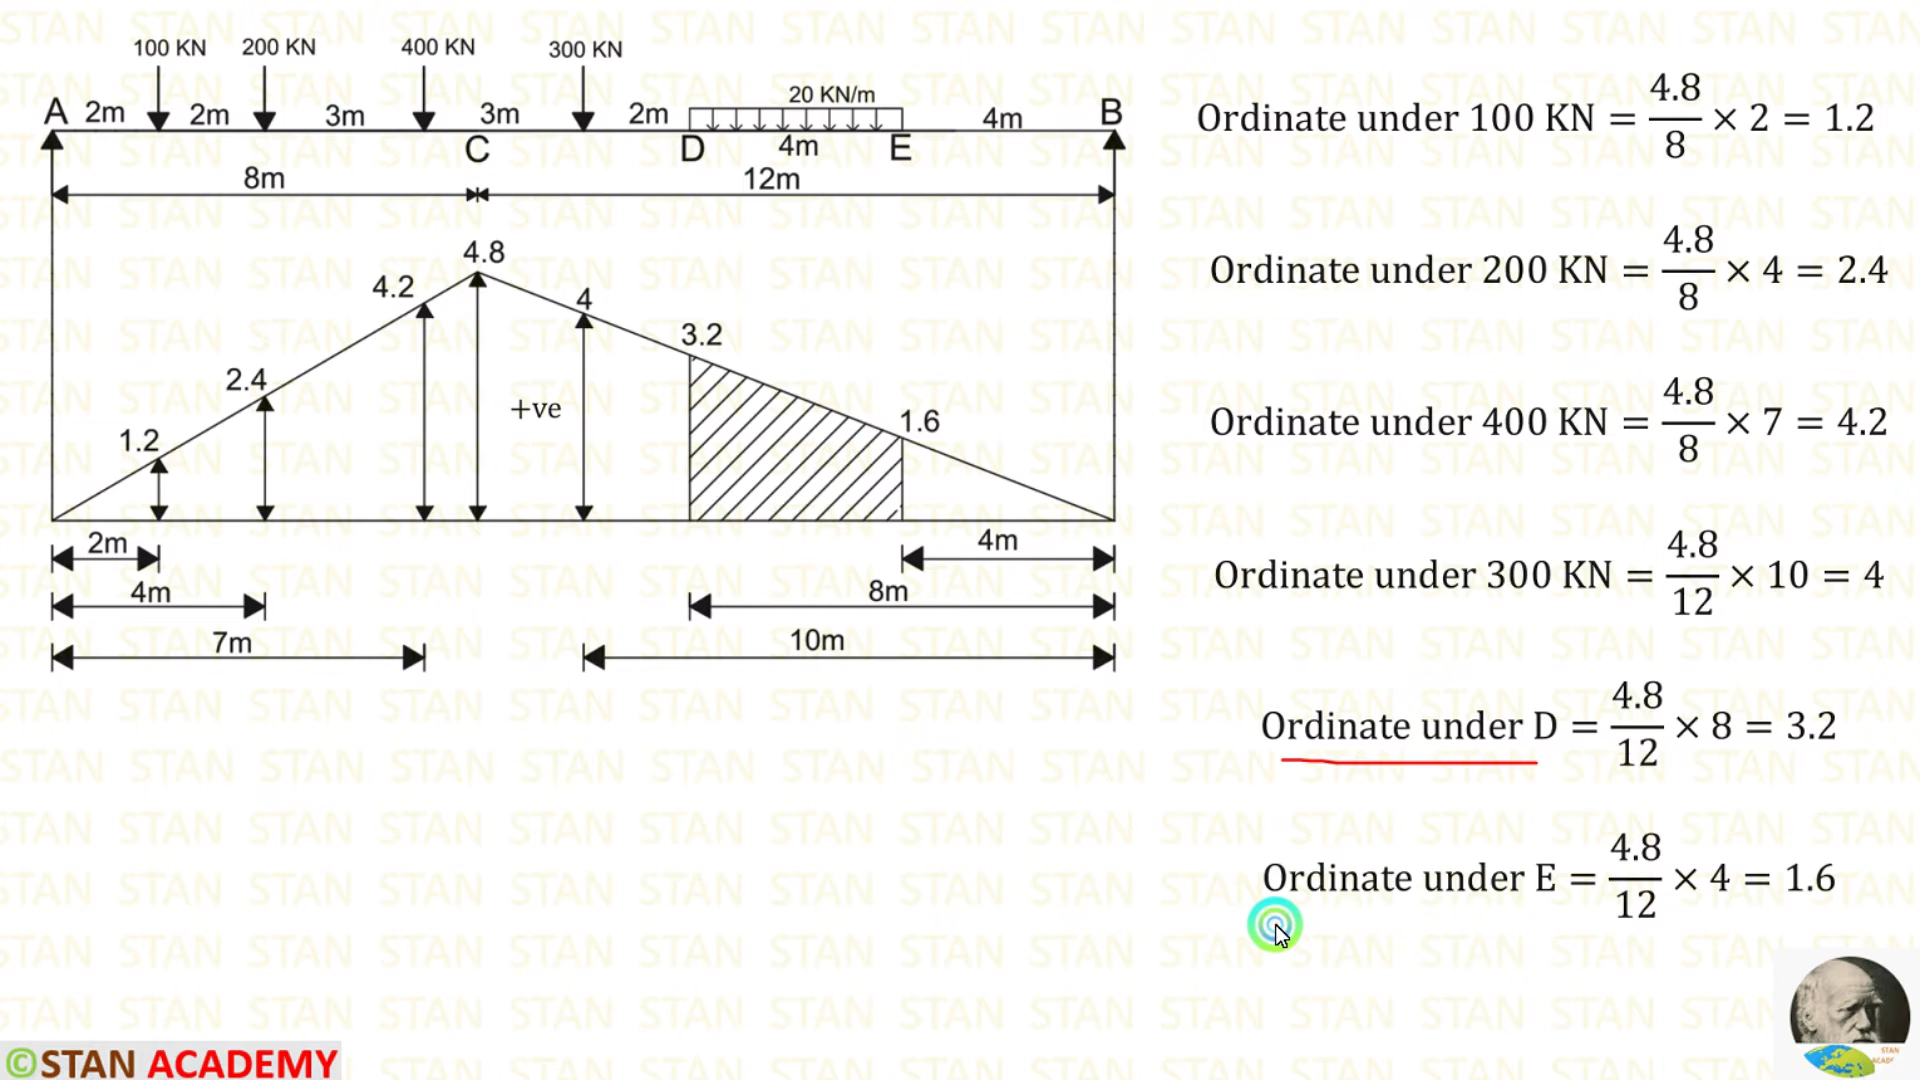 100 KN 200 KN 400 KN 300 KN
A 2m 2m 3m 3m 2m 20 KN/m 4m B
C D 4m E
8m 12m
4.8
4.2
4
3.2
2.4
+ve
1.6
1.2
2m 4m
4m 8m
7m 10m
Ordinate under 100 KN = 4.8/8 × 2 = 1.2
Ordinate under 200 KN = 4.8/8 × 4 = 2.4
Ordinate under 400 KN = 4.8/8 × 7 = 4.2
Ordinate under 300 KN = 4.8/12 × 10 = 4
Ordinate under D = 4.8/12 × 8 = 3.2
Ordinate under E = 4.8/12 × 4 = 1.6
©STAN ACADEMY
STAN